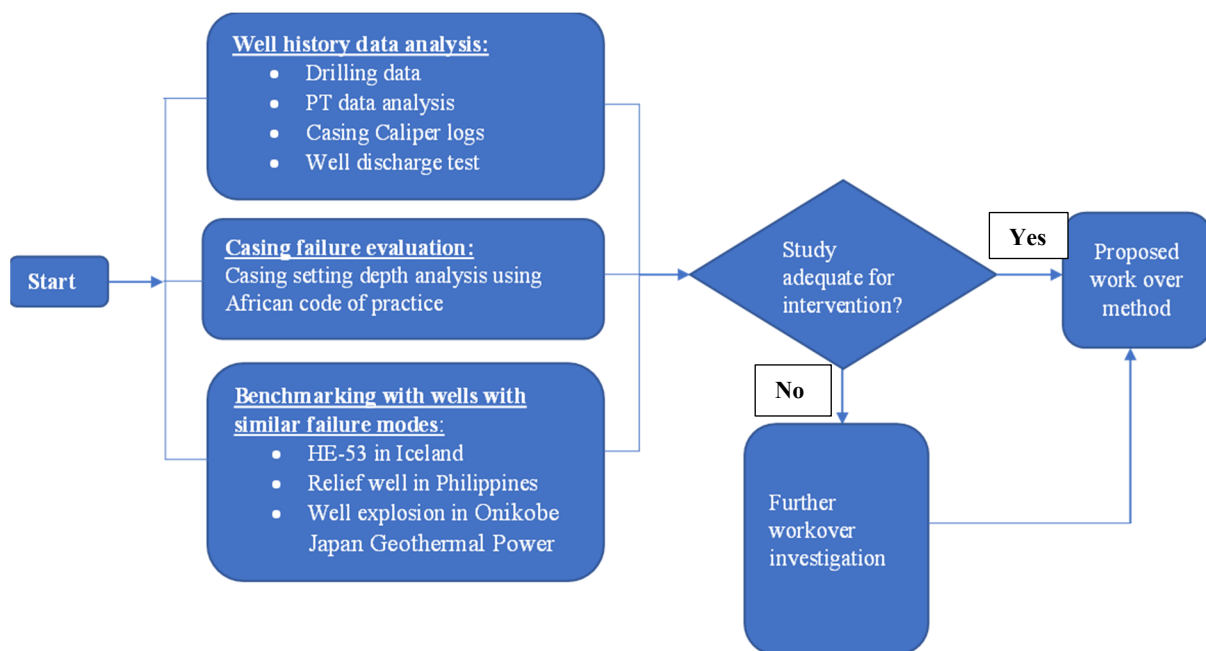 Start
Well history data analysis:
• Drilling data
• PT data analysis
• Casing Caliper logs
• Well discharge test
Casing failure evaluation:
Casing setting depth analysis using
African code of practice
Benchmarking with wells with
similar failure modes:
• HE-53 in Iceland
• Relief well in Philippines
• Well explosion in Onikobe
Japan Geothermal Power
Study
adequate for
intervention?
Yes
Proposed
work over
method
No
Further
workover
investigation